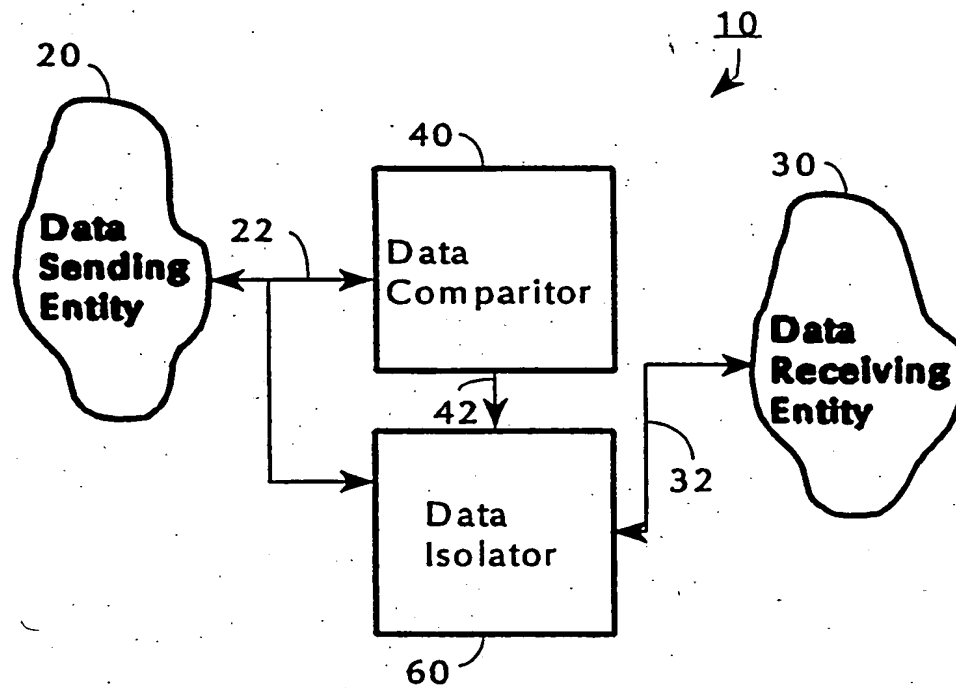 10
20
Data
Sending
Entity
22
40
Data
Comparitor
42
30
Data
Receiving
Entity
32
Data
Isolator
60